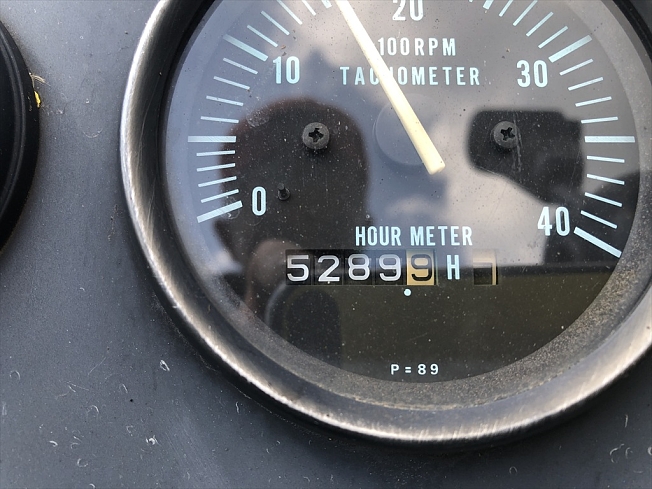 20
100RPM
10 TACHOMETER 30
0 40
HOUR METER
52899 H
P=89